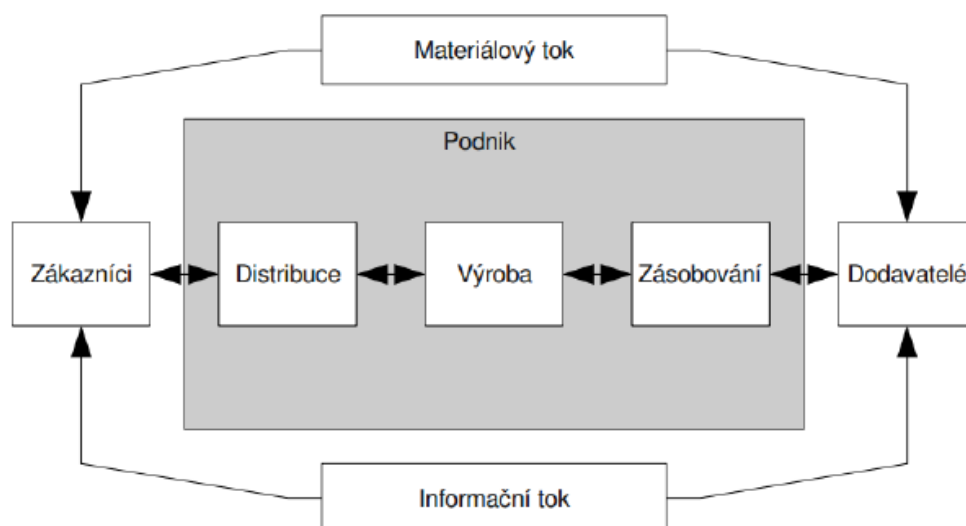 Materiálový tok
Podnik
Zákazníci
Distribuce
Výroba
Zásobování
Dodavatelé
Informační tok